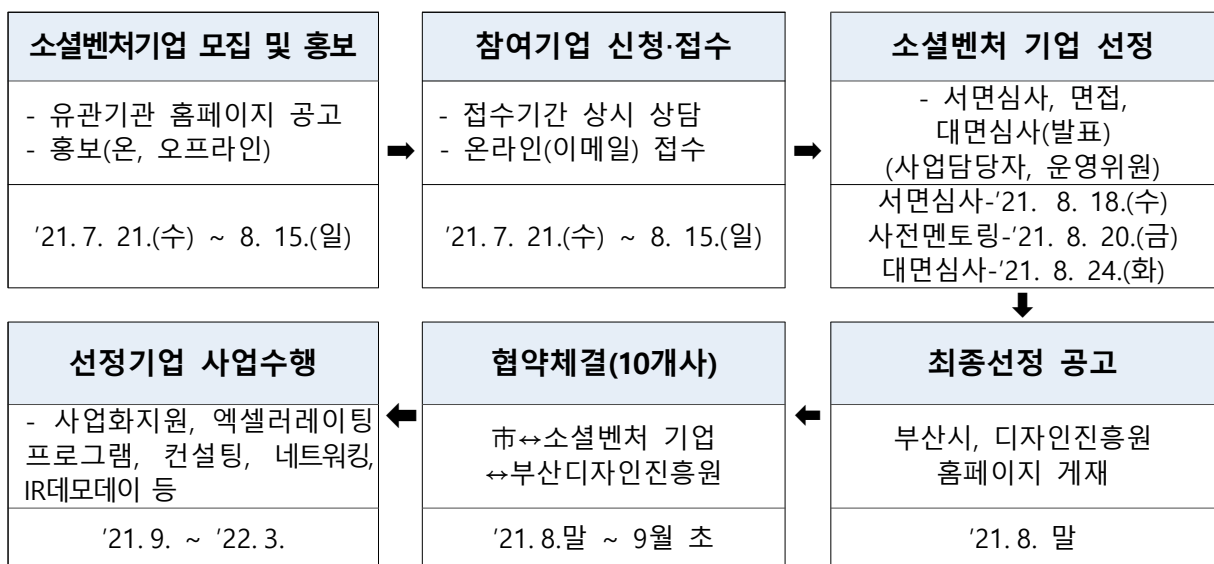 소셜벤처기업 모집 및 홍보
- 유관기관 홈페이지 공고
- 홍보(온, 오프라인)
'21. 7. 21.(수) ~ 8. 15.(일)
참여기업 신청·접수
- 접수기간 상시 상담
- 온라인(이메일) 접수
'21. 7. 21.(수) ~ 8. 15.(일)
소셜벤처 기업 선정
- 서면심사, 면접,
대면심사(발표)
(사업담당자, 운영위원)
서면심사-'21. 8. 18.(수)
사전멘토링-'21. 8. 20.(금)
대면심사-'21. 8. 24.(화)
최종선정 공고
부산시, 디자인진흥원
홈페이지 게재
'21. 8. 말
협약체결(10개사)
市↔소셜벤처 기업
↔부산디자인진흥원
'21. 8.말 ~ 9월 초
선정기업 사업수행
- 사업화지원, 엑셀러레이팅
프로그램, 컨설팅, 네트워킹,
IR데모데이 등
'21. 9. ~ '22. 3.